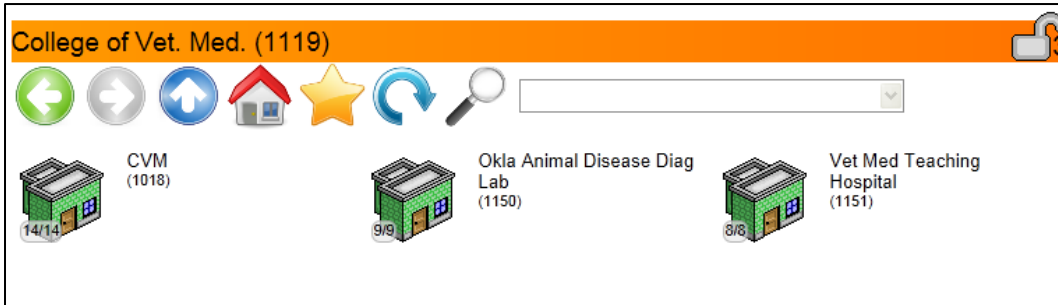 College of Vet. Med. (1119)
CVM
(1018)
14/14
Okla Animal Disease Diag
Lab
(1150)
9/9
Vet Med Teaching
Hospital
(1151)
8/8